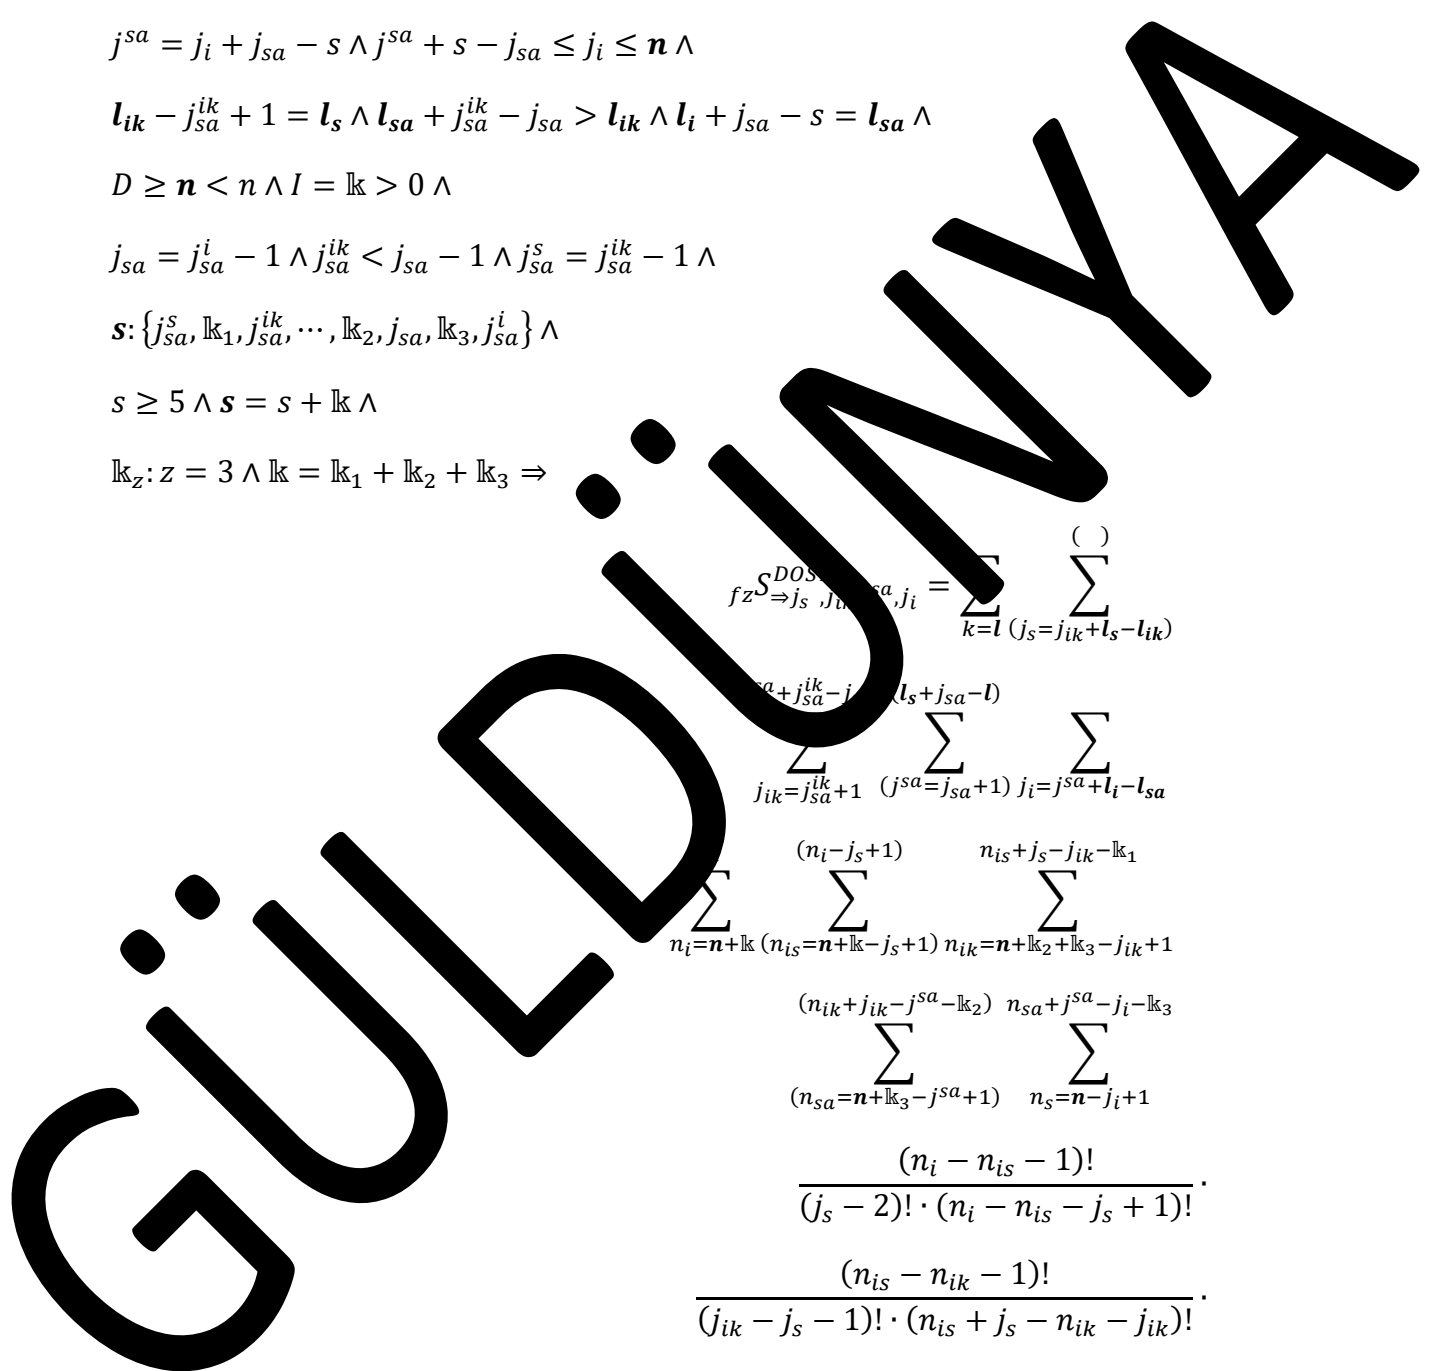 j^{sa} = j_i + j_{sa} − s ∧ j^{sa} + s − j_{sa} ≤ j_i ≤ n ∧
l_{ik} − j_{sa}^{ik} + 1 = l_s ∧ l_{sa} + j_{sa}^{ik} − j_{sa} > l_{ik} ∧ l_i + j_{sa} − s = l_{sa} ∧
D ≥ n < n ∧ I = 𝕜 > 0 ∧
j_{sa} = j_{sa}^{i} − 1 ∧ j_{sa}^{ik} < j_{sa} − 1 ∧ j_{sa}^{s} = j_{sa}^{ik} − 1 ∧
s: {j_{sa}^{s}, 𝕜_1, j_{sa}^{ik}, ⋯ , 𝕜_2, j_{sa}, 𝕜_3, j_{sa}^{i}} ∧
s ≥ 5 ∧ s = s + 𝕜 ∧
𝕜_z: z = 3 ∧ 𝕜 = 𝕜_1 + 𝕜_2 + 𝕜_3 ⇒
( )
= ∑ ∑
k=l (j_s=j_{ik}+l_s−l_{ik})
(l_s+j_{sa}−l)
∑ ∑ ∑
j_{ik}=j_{sa}^{ik}+1 (j^{sa}=j_{sa}+1) j_i=j^{sa}+l_i−l_{sa}
(n_i−j_s+1) n_{is}+j_s−j_{ik}−𝕜_1
∑ ∑ ∑
n_i=n+𝕜 (n_{is}=n+𝕜−j_s+1) n_{ik}=n+𝕜_2+𝕜_3−j_{ik}+1
(n_{ik}+j_{ik}−j^{sa}−𝕜_2) n_{sa}+j^{sa}−j_i−𝕜_3
∑ ∑
(n_{sa}=n+𝕜_3−j^{sa}+1) n_s=n−j_i+1
(n_i − n_{is} − 1)!
(j_s − 2)! · (n_i − n_{is} − j_s + 1)! ·
(n_{is} − n_{ik} − 1)!
(j_{ik} − j_s − 1)! · (n_{is} + j_s − n_{ik} − j_{ik})! ·
GÜLDÜNYA